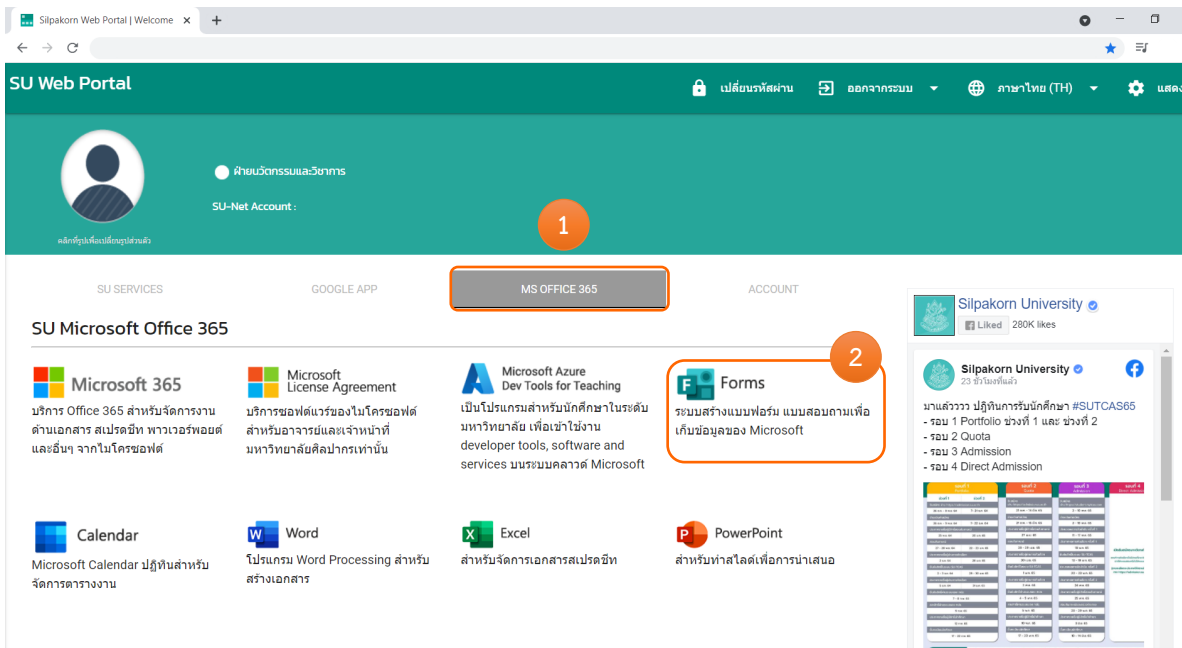 Silpakorn Web Portal | Welcome
SU Web Portal
เปลี่ยนรหัสผ่าน
ออกจากระบบ
ภาษาไทย (TH)
แสดง
ฝ่ายนวัตกรรมและวิชาการ
SU-Net Account :
คลิกที่รูปเพื่อเปลี่ยนรูปส่วนตัว
1
SU SERVICES
GOOGLE APP
MS OFFICE 365
ACCOUNT
SU Microsoft Office 365
2
Microsoft 365
บริการ Office 365 สำหรับจัดการงาน
ด้านเอกสาร สเปรดชีท พาวเวอร์พอยต์
และอื่นๆ จากไมโครซอฟต์
Microsoft
License Agreement
บริการซอฟต์แวร์ของไมโครซอฟต์
สำหรับอาจารย์และเจ้าหน้าที่
มหาวิทยาลัยศิลปากรเท่านั้น
Microsoft Azure
Dev Tools for Teaching
เป็นโปรแกรมสำหรับนักศึกษาในระดับ
มหาวิทยาลัย เพื่อเข้าใช้งาน
developer tools, software and
services บนระบบคลาวด์ Microsoft
Forms
ระบบสร้างแบบฟอร์ม แบบสอบถามเพื่อ
เก็บข้อมูลของ Microsoft
Calendar
Microsoft Calendar ปฏิทินสำหรับ
จัดการตารางงาน
Word
โปรแกรม Word Processing สำหรับ
สร้างเอกสาร
Excel
สำหรับจัดการเอกสารสเปรดชีท
PowerPoint
สำหรับทำสไลด์เพื่อการนำเสนอ
Silpakorn University
Liked
280K likes
Silpakorn University
23 ชั่วโมงที่แล้ว
มาแล้วววว ปฏิทินการรับนักศึกษา #SUTCAS65
- รอบ 1 Portfolio ช่วงที่ 1 และ ช่วงที่ 2
- รอบ 2 Quota
- รอบ 3 Admission
- รอบ 4 Direct Admission